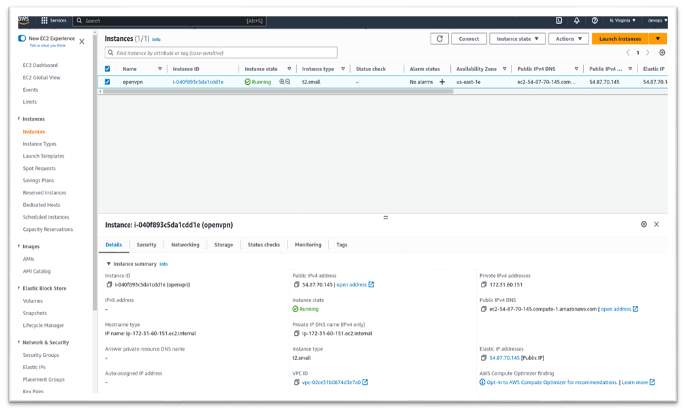 aws Services Search [Alt+S] N. Virginia devops
New EC2 Experience
Tell us what you think
EC2 Dashboard
EC2 Global View
Events
Limits
Instances
Instances
Instance Types
Launch Templates
Spot Requests
Savings Plans
Reserved Instances
Dedicated Hosts
Scheduled Instances
Capacity Reservations
Images
AMIs
AMI Catalog
Elastic Block Store
Volumes
Snapshots
Lifecycle Manager
Network & Security
Security Groups
Elastic IPs
Placement Groups
Key Pairs
Instances (1/1) Info
Connect Instance state Actions Launch instances
Find instance by attribute or tag (case-sensitive)
1
Name Instance ID Instance state Instance type Status check Alarm status Availability Zone Public IPv4 DNS Public IPv4 ... Elastic IP
openvpn i-040f893c5da1cdd1e Running t2.small – No alarms + us-east-1e ec2-54-87-70-145.com... 54.87.70.145 54.87.70.1
Instance: i-040f893c5da1cdd1e (openvpn)
Details Security Networking Storage Status checks Monitoring Tags
Instance summary Info
Instance ID Public IPv4 address Private IPv4 addresses
i-040f893c5da1cdd1e (openvpn) 54.87.70.145 | open address 172.31.60.151
IPv6 address Instance state Public IPv4 DNS
– Running ec2-54-87-70-145.compute-1.amazonaws.com | open address
Hostname type Private IP DNS name (IPv4 only)
IP name: ip-172-31-60-151.ec2.internal ip-172-31-60-151.ec2.internal
Answer private resource DNS name Instance type Elastic IP addresses
– t2.small 54.87.70.145 [Public IP]
Auto-assigned IP address VPC ID AWS Compute Optimizer finding
– Opt-in to AWS Compute Optimizer for recommendations. | Learn more